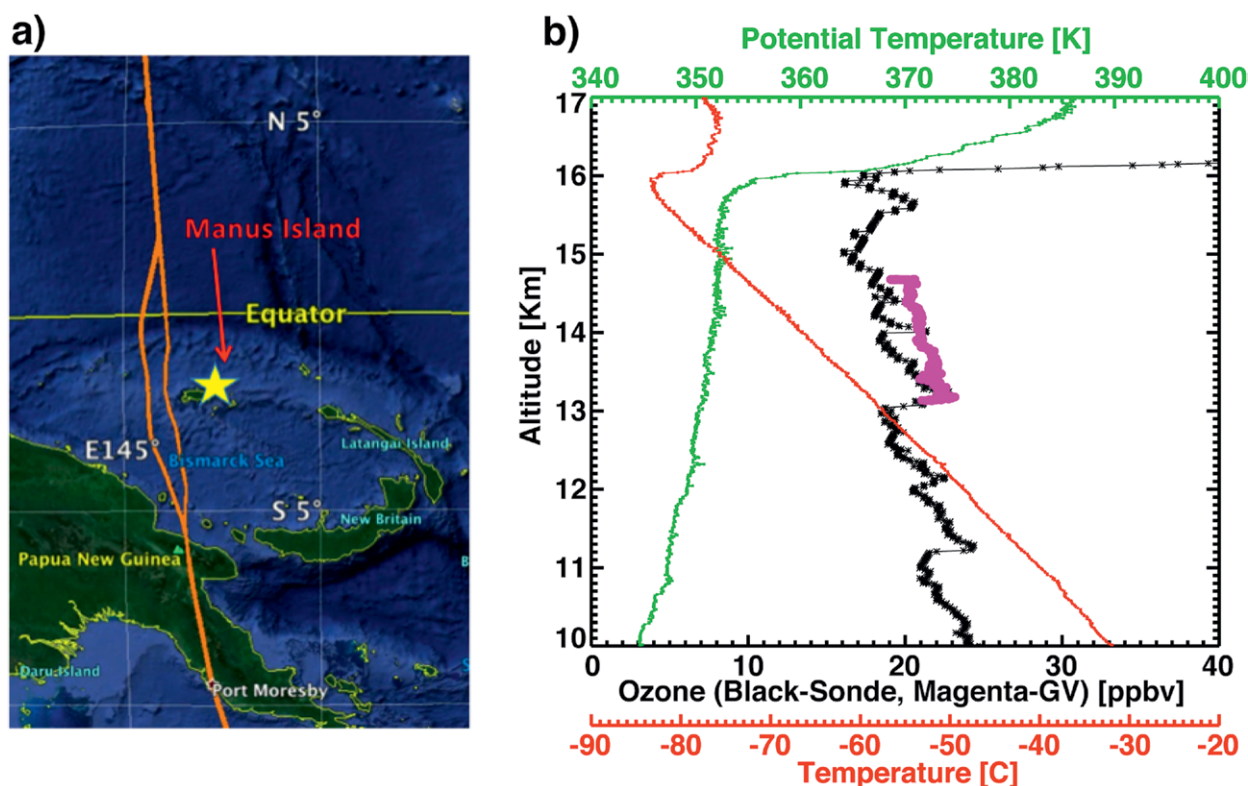 a)
N 5°
Manus Island
Equator
E145°
Bismarck Sea
Latangai Island
S 5°
New Britain
Papua New Guinea
Daru Island
Port Moresby
b)
Potential Temperature [K]
340 350 360 370 380 390 400
17
16
15
14
13
12
11
10
Altitude [Km]
0 10 20 30 40
Ozone (Black-Sonde, Magenta-GV) [ppbv]
-90 -80 -70 -60 -50 -40 -30 -20
Temperature [C]